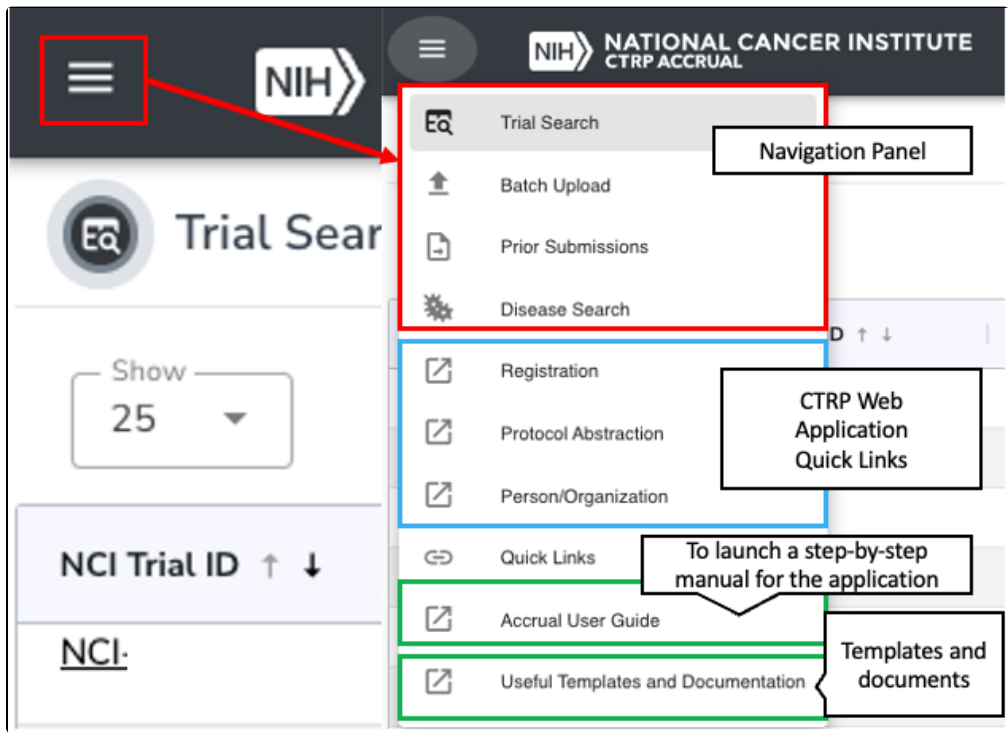 NIH
Trial Sear
Show
25
NCI Trial ID ↑ ↓
NCI-
NIH
NATIONAL CANCER INSTITUTE
CTRP ACCRUAL
Trial Search
Navigation Panel
Batch Upload
Prior Submissions
Disease Search
D ↑ ↓
Registration
Protocol Abstraction
Person/Organization
CTRP Web
Application
Quick Links
Quick Links
To launch a step-by-step
manual for the application
Accrual User Guide
Useful Templates and Documentation
Templates and
documents